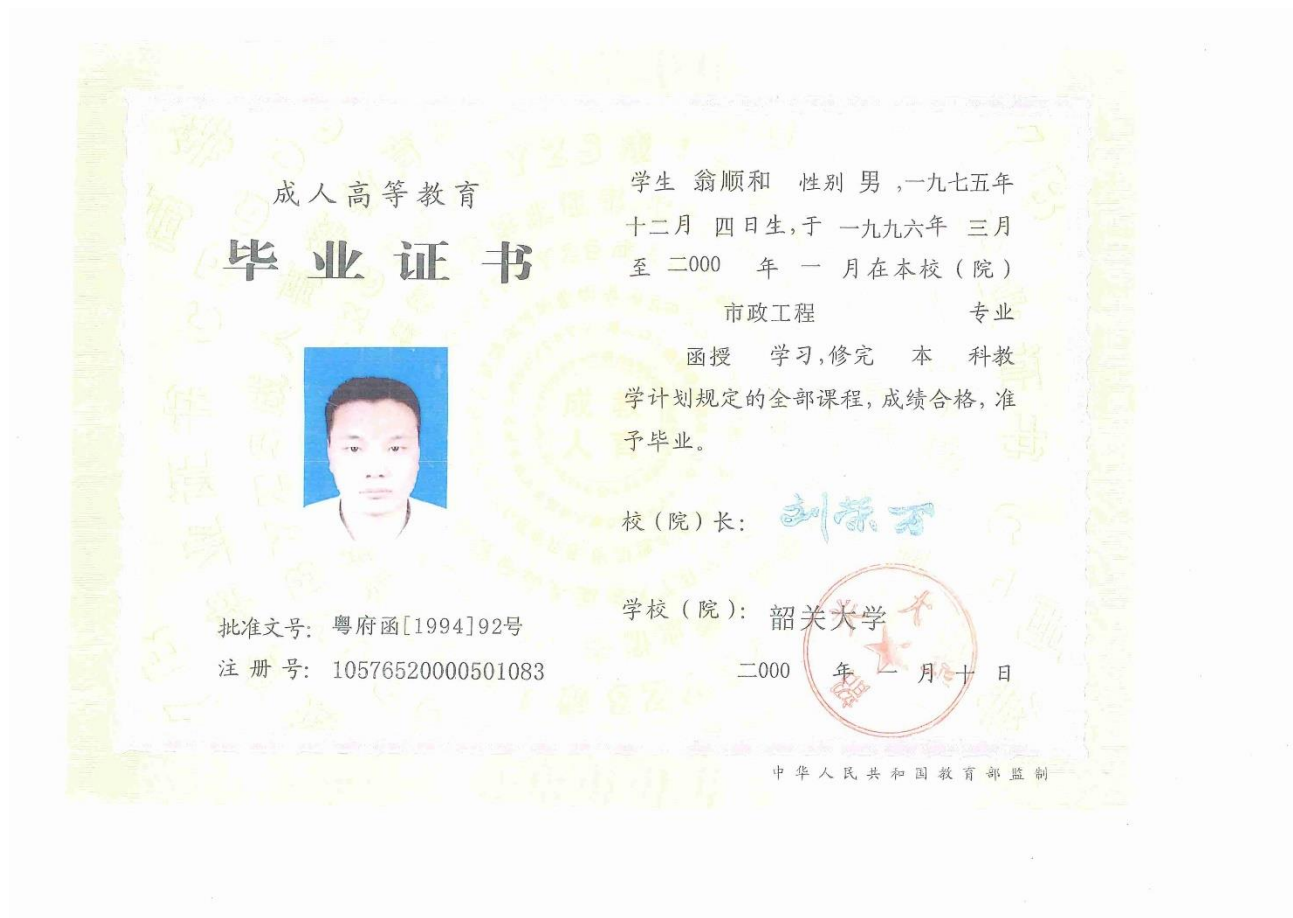 成人高等教育
毕业证书
批准文号: 粤府函[1994]92号
注册号: 10576520000501083
学生 翁顺和 性别 男 ,一九七五年
十二月 四日生,于 一九九六年 三月
至 二000 年 一 月在本校(院)
市政工程 专业
函授 学习,修完 本 科教
学计划规定的全部课程,成绩合格,准
予毕业。
校(院)长: 刘荣万
学校(院): 韶关大学
二000 年 一 月 十 日
中华人民共和国教育部监制